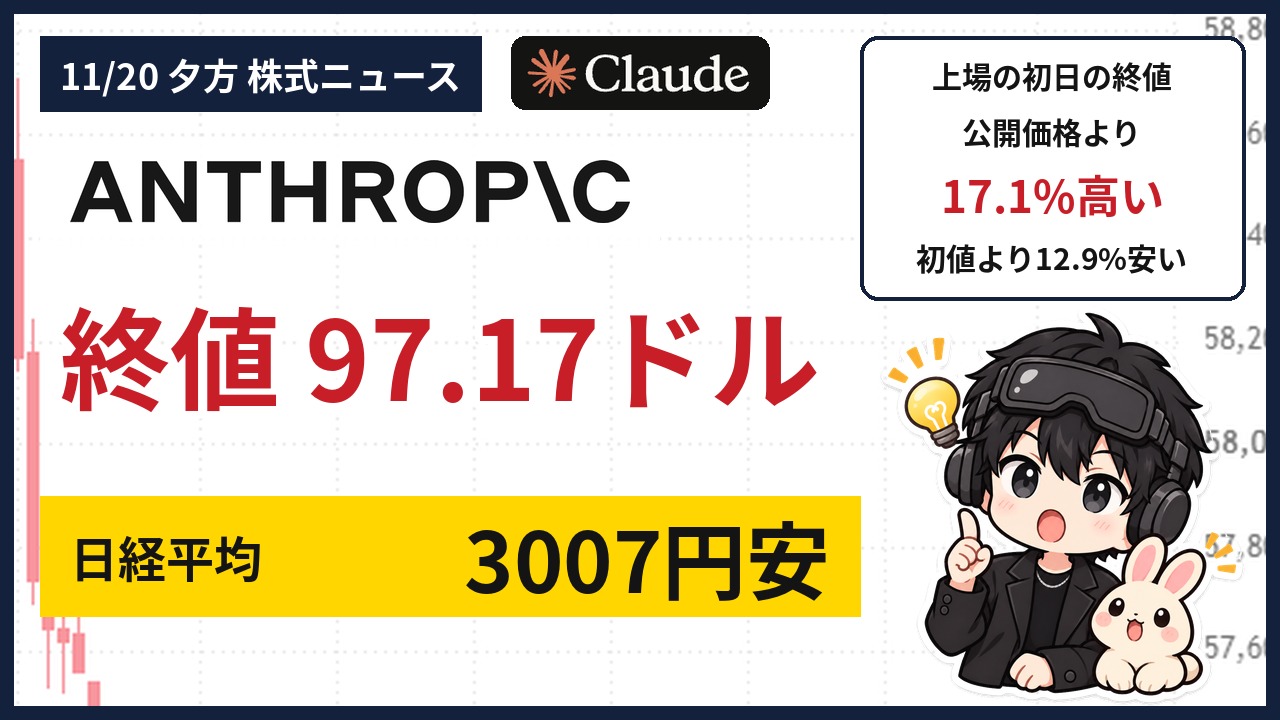 11/20 夕方 株式ニュース
Claude
ANTHROP\C
終値 97.17ドル
日経平均
3007円安
上場の初日の終値
公開価格より
17.1%高い
初値より12.9%安い